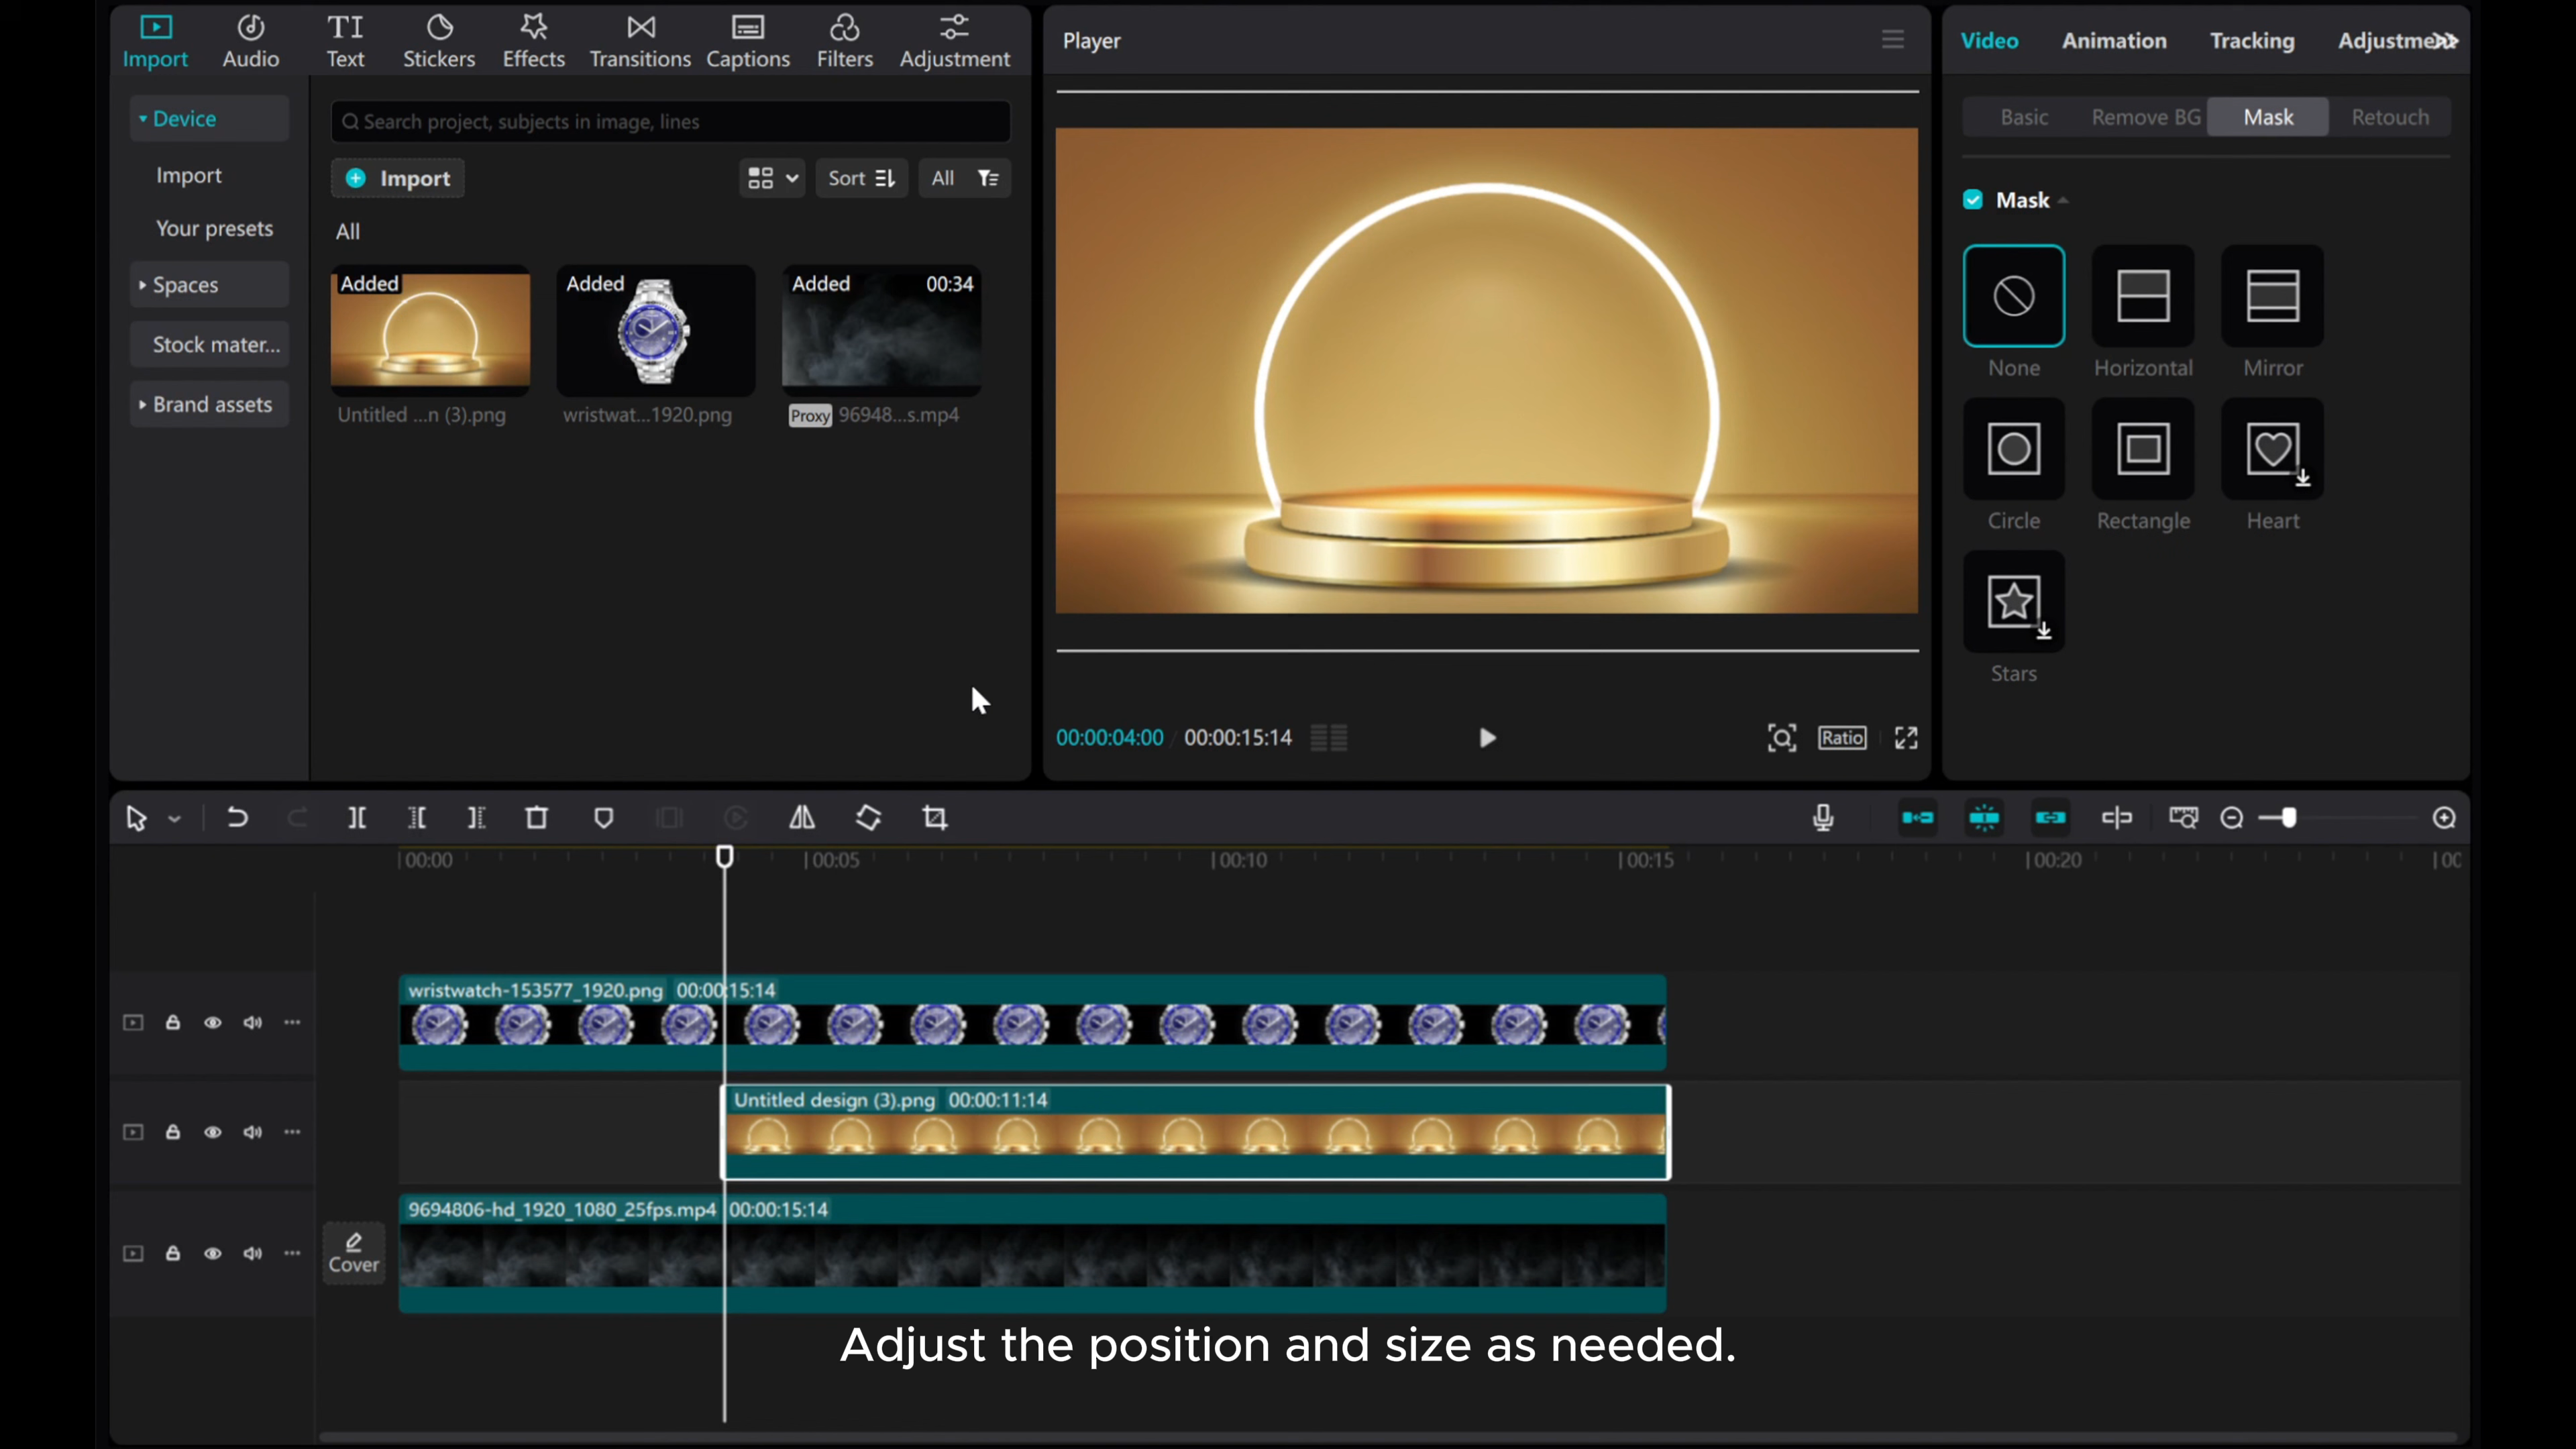 Import Audio Text Stickers Effects Transitions Captions Filters Adjustment
Device
Import
Your presets
Spaces
Stock mater...
Brand assets
Search project, subjects in image, lines
Import
Sort
All
All
Added
Added
Added 00:34
Untitled ...n (3).png
wristwat...1920.png
Proxy 96948...s.mp4
Player
00:00:04:00 / 00:00:15:14
Ratio
Video Animation Tracking Adjustment
Basic Remove BG Mask Retouch
Mask
None Horizontal Mirror
Circle Rectangle Heart
Stars
00:00 00:05 00:10 00:15 00:20 00
wristwatch-153577_1920.png 00:00:15:14
Untitled design (3).png 00:00:11:14
9694806-hd_1920_1080_25fps.mp4 00:00:15:14
Cover
Adjust the position and size as needed.